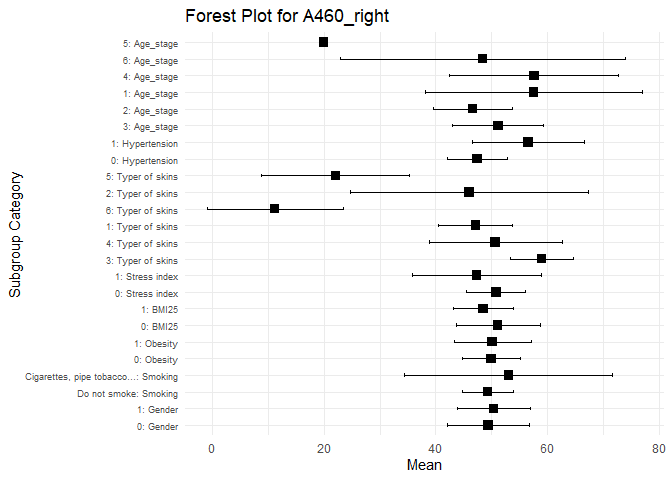 Forest Plot for A460_right
Subgroup Category
5: Age_stage
6: Age_stage
4: Age_stage
1: Age_stage
2: Age_stage
3: Age_stage
1: Hypertension
0: Hypertension
5: Typer of skins
2: Typer of skins
6: Typer of skins
1: Typer of skins
4: Typer of skins
3: Typer of skins
1: Stress index
0: Stress index
1: BMI25
0: BMI25
1: Obesity
0: Obesity
Cigarettes, pipe tobacco...: Smoking
Do not smoke: Smoking
1: Gender
0: Gender
0 20 40 60 80
Mean